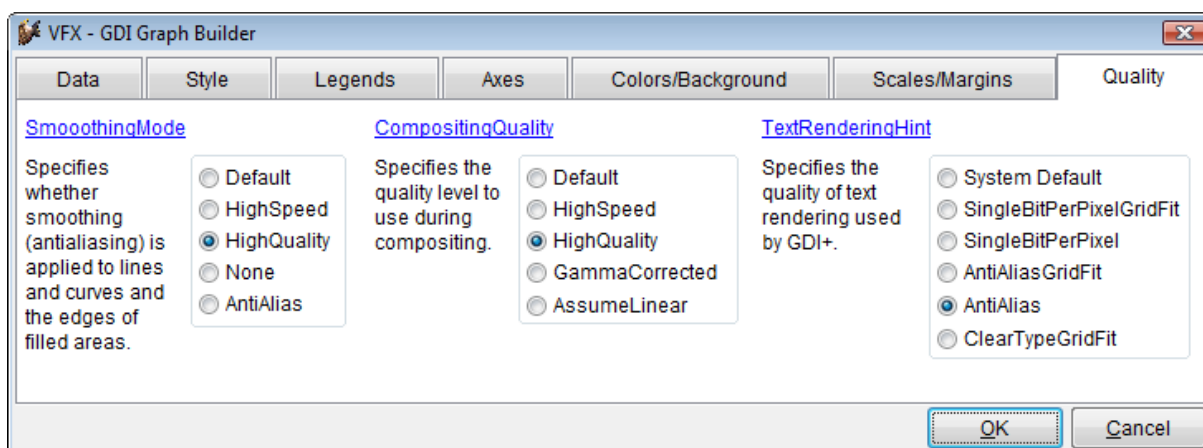 VFX - GDI Graph Builder
Data Style Legends Axes Colors/Background Scales/Margins Quality
SmooothingMode
Specifies
whether
smoothing
(antialiasing) is
applied to lines
and curves and
the edges of
filled areas.
Default
HighSpeed
HighQuality
None
AntiAlias
CompositingQuality
Specifies the
quality level to
use during
compositing.
Default
HighSpeed
HighQuality
GammaCorrected
AssumeLinear
TextRenderingHint
Specifies the
quality of text
rendering used
by GDI+.
System Default
SingleBitPerPixelGridFit
SingleBitPerPixel
AntiAliasGridFit
AntiAlias
ClearTypeGridFit
OK Cancel